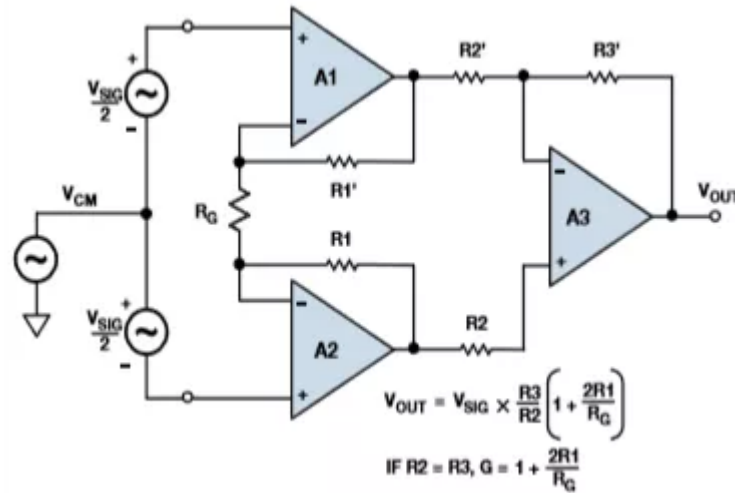 +
V_SIG
2
-
V_CM
+
V_SIG
2
-
+
A1
-
R_G
R1'
R1
-
A2
+
R2'
R3'
-
A3
+
V_OUT
R2
V_OUT = V_SIG × R3/R2 (1 + 2R1/R_G)
IF R2 = R3, G = 1 + 2R1/R_G